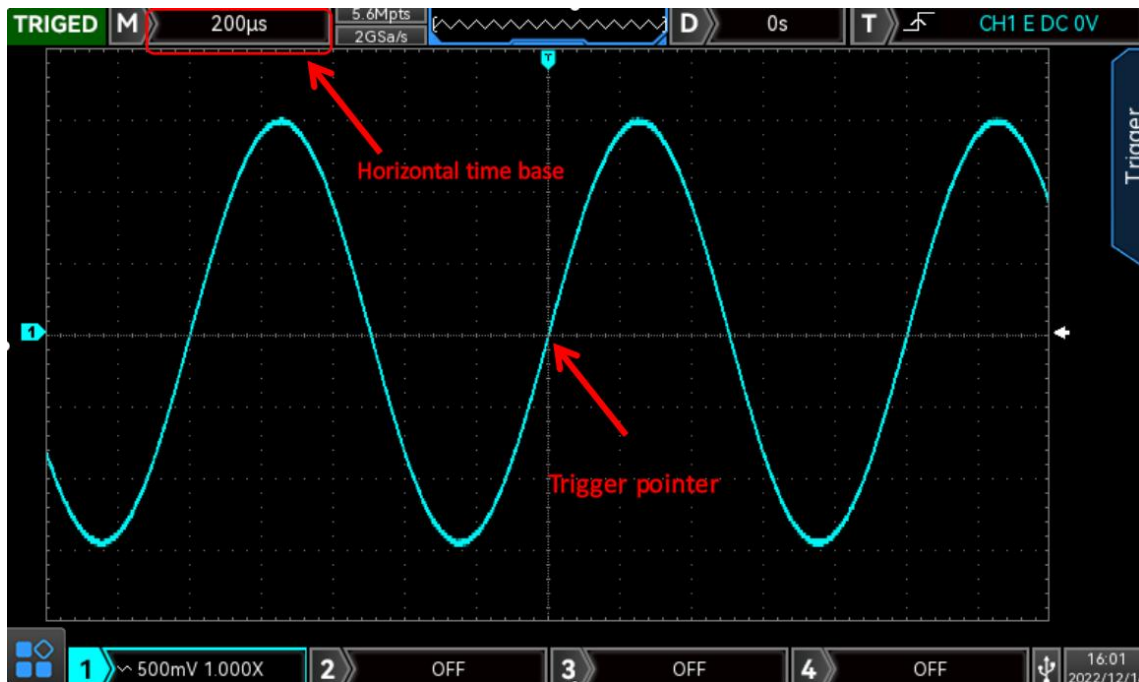 TRIGED M 200μs 5.6Mpts D 0s T CH1 E DC 0V
2GSa/s
T
Trigger
Horizontal time base
1
Trigger pointer
1 500mV 1.000X 2 OFF 3 OFF 4 OFF 16:01